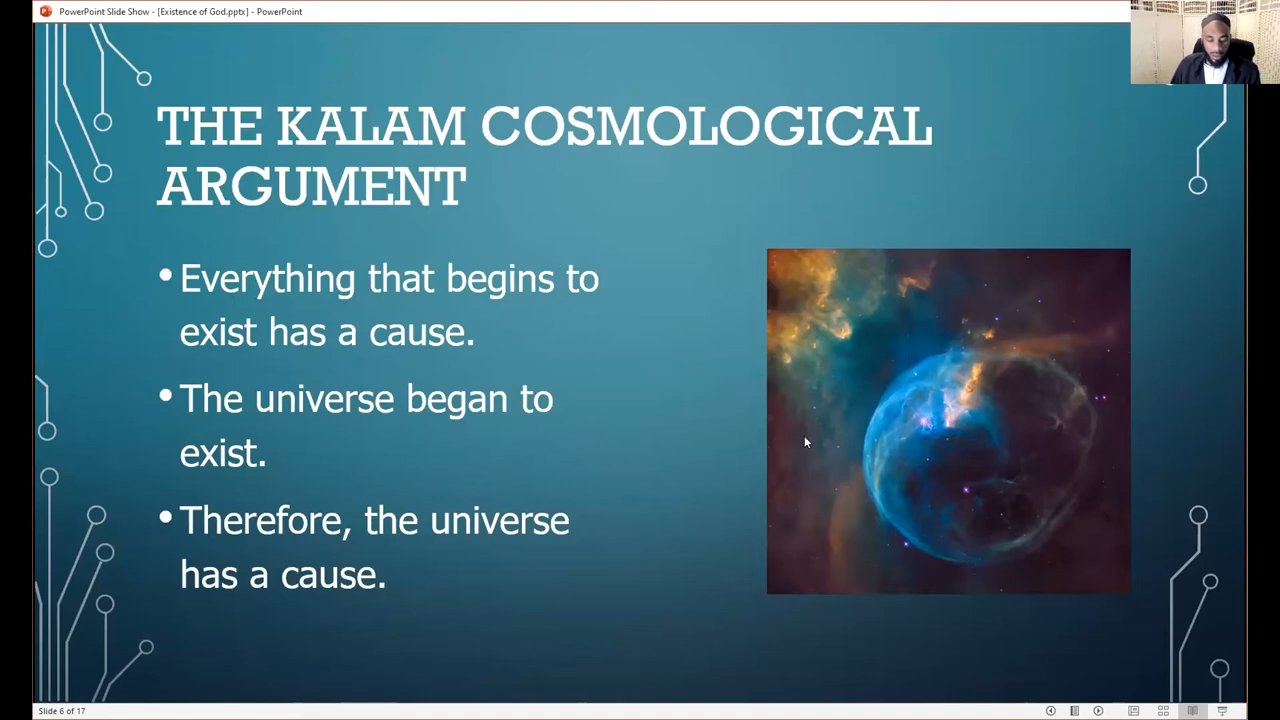 PowerPoint Slide Show - [Existence of God.pptx] - PowerPoint
THE KALAM COSMOLOGICAL
ARGUMENT
• Everything that begins to
exist has a cause.
• The universe began to
exist.
• Therefore, the universe
has a cause.
Slide 6 of 17